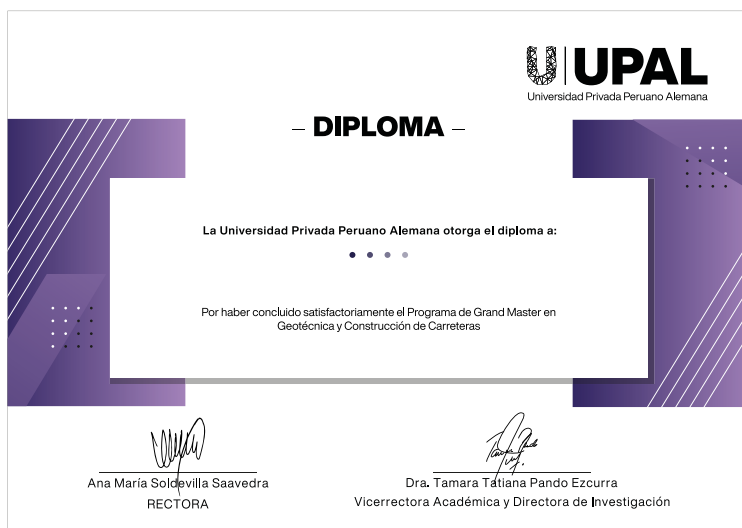 UPAL
Universidad Privada Peruano Alemana
– DIPLOMA –
La Universidad Privada Peruano Alemana otorga el diploma a:
Por haber concluido satisfactoriamente el Programa de Grand Master en
Geotécnica y Construcción de Carreteras
Ana María Soldevilla Saavedra
RECTORA
Dra. Tamara Tatiana Pando Ezcurra
Vicerrectora Académica y Directora de Investigación